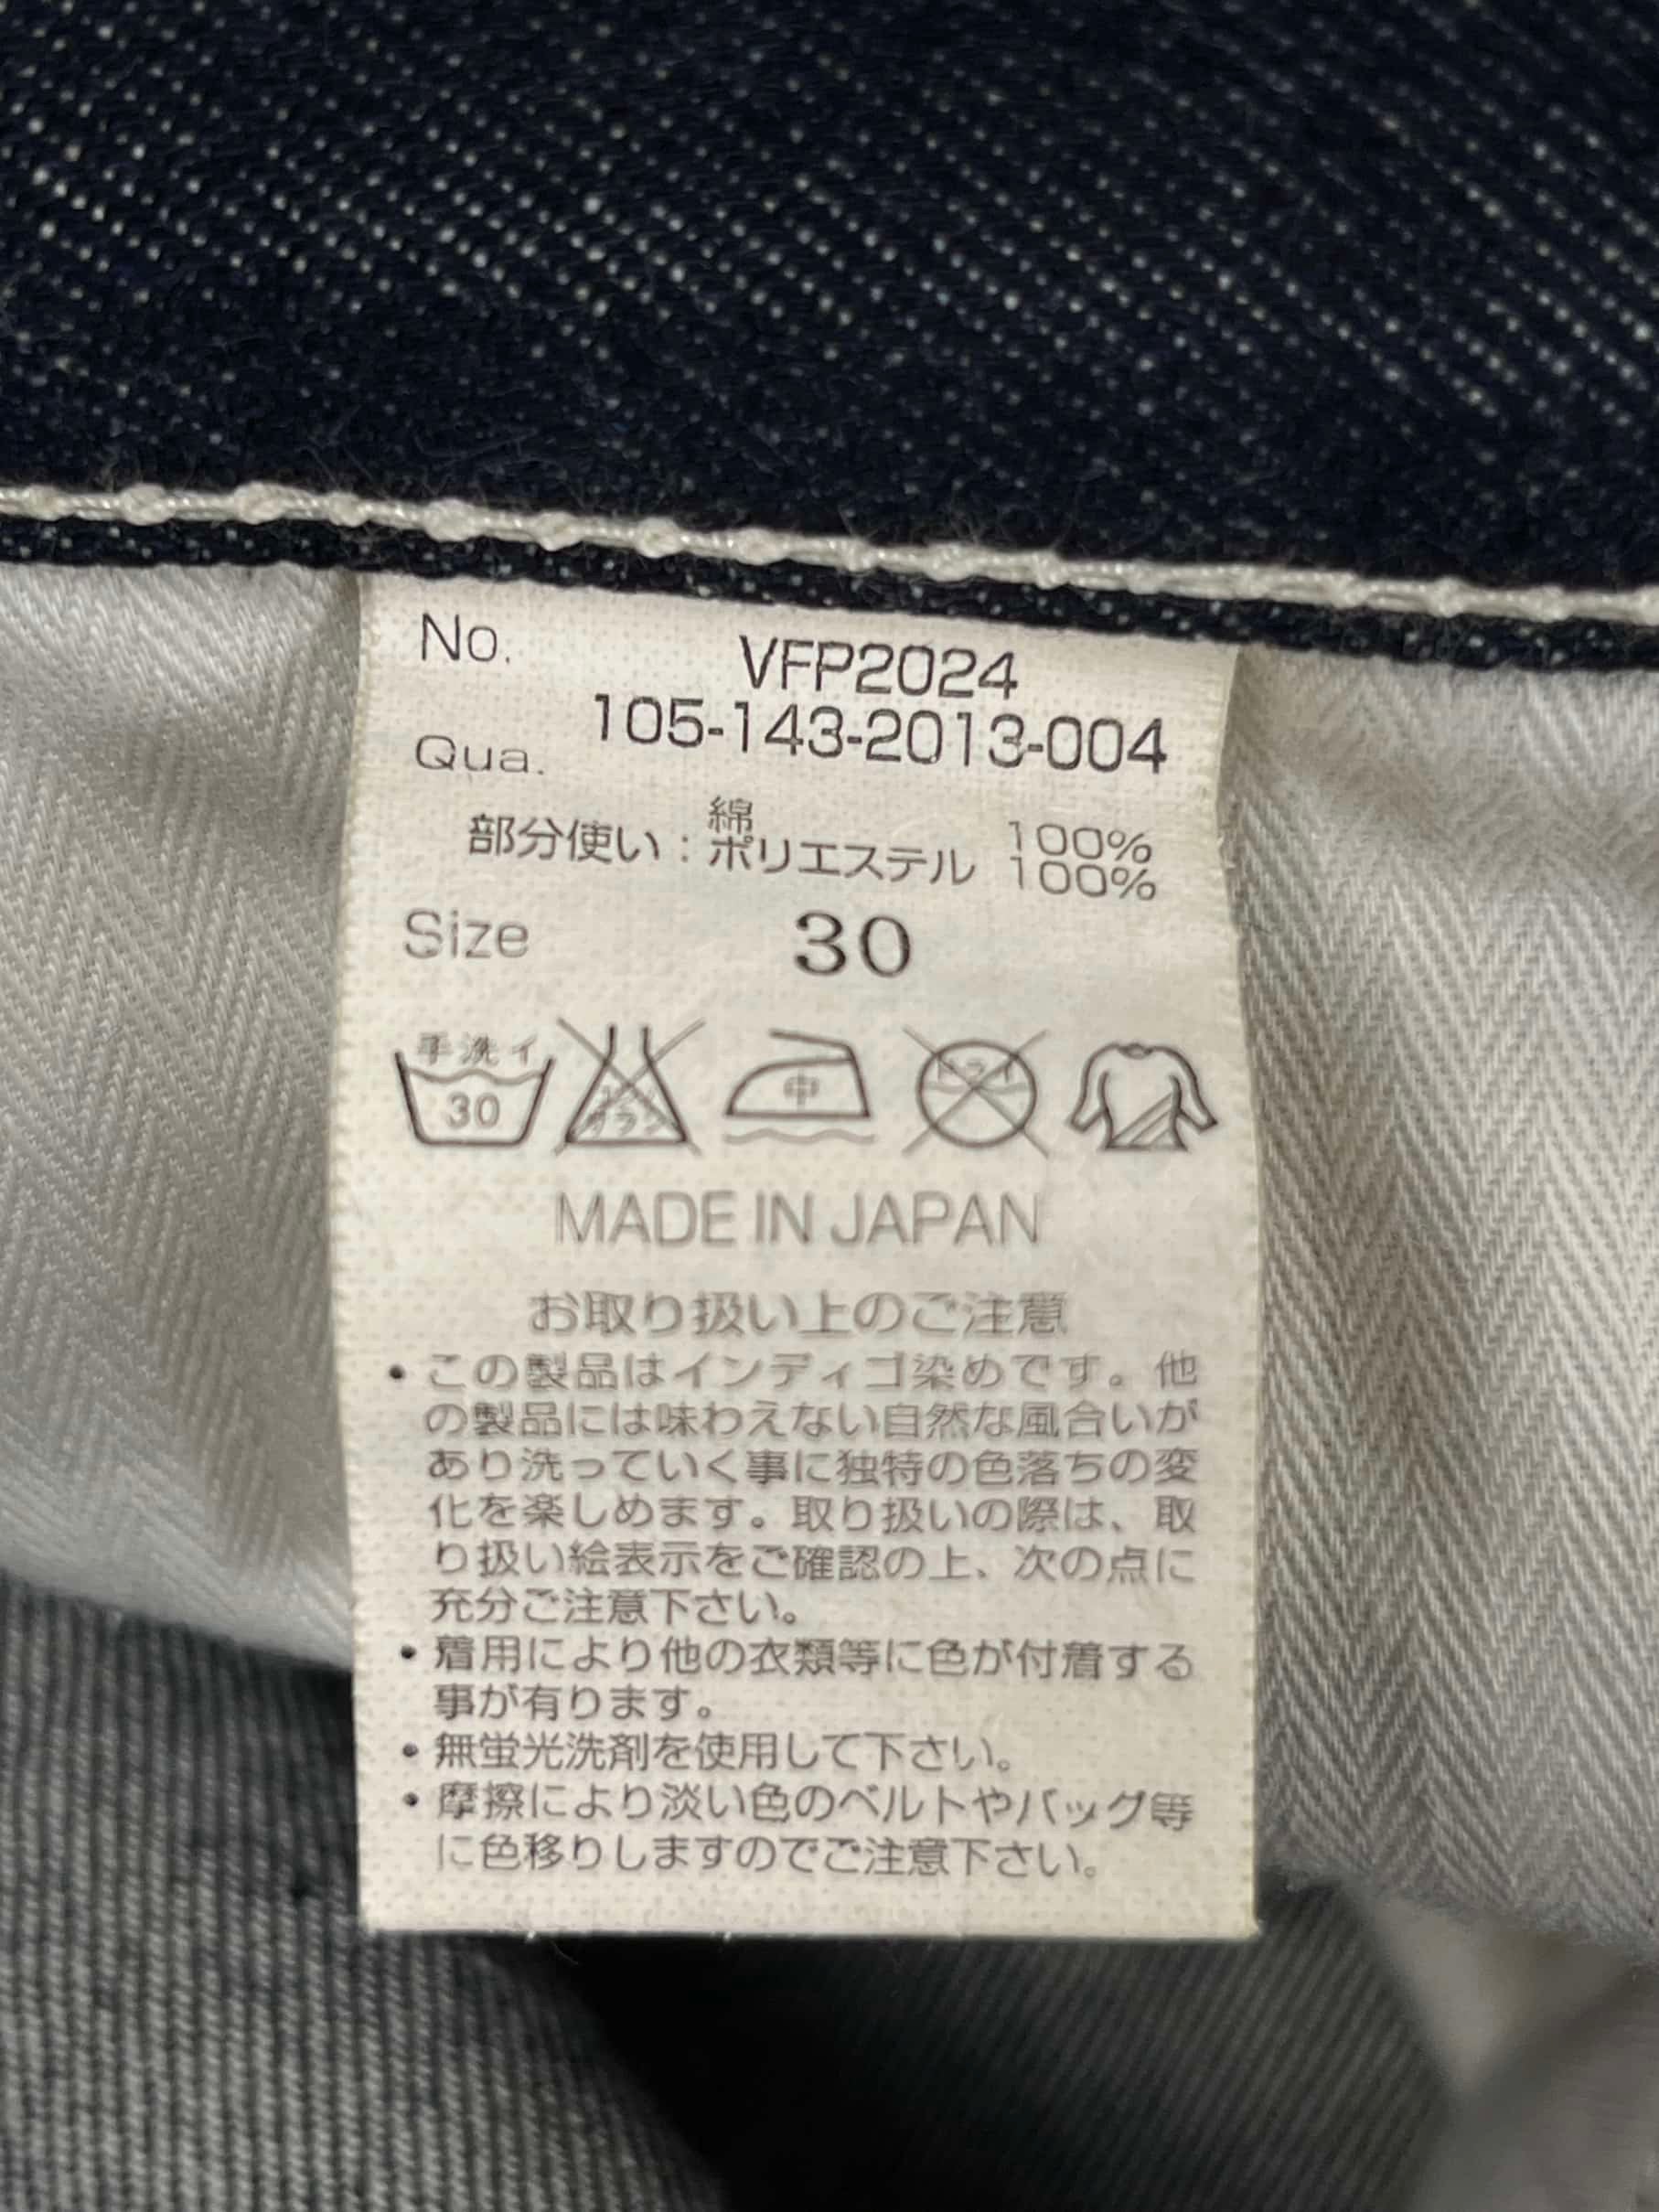 No. VFP2024
105-143-2013-004
Qua.
綿 100%
部分使い：ポリエステル 100%
Size 30
手洗イ
30
エンソ
サラシ
中
ドライ
MADE IN JAPAN
お取り扱い上のご注意
・この製品はインディゴ染めです。他
の製品には味わえない自然な風合いが
あり洗っていく事に独特の色落ちの変
化を楽しめます。取り扱いの際は、取
り扱い絵表示をご確認の上、次の点に
充分ご注意下さい。
・着用により他の衣類等に色が付着する
事が有ります。
・無蛍光洗剤を使用して下さい。
・摩擦により淡い色のベルトやバッグ等
に色移りしますのでご注意下さい。